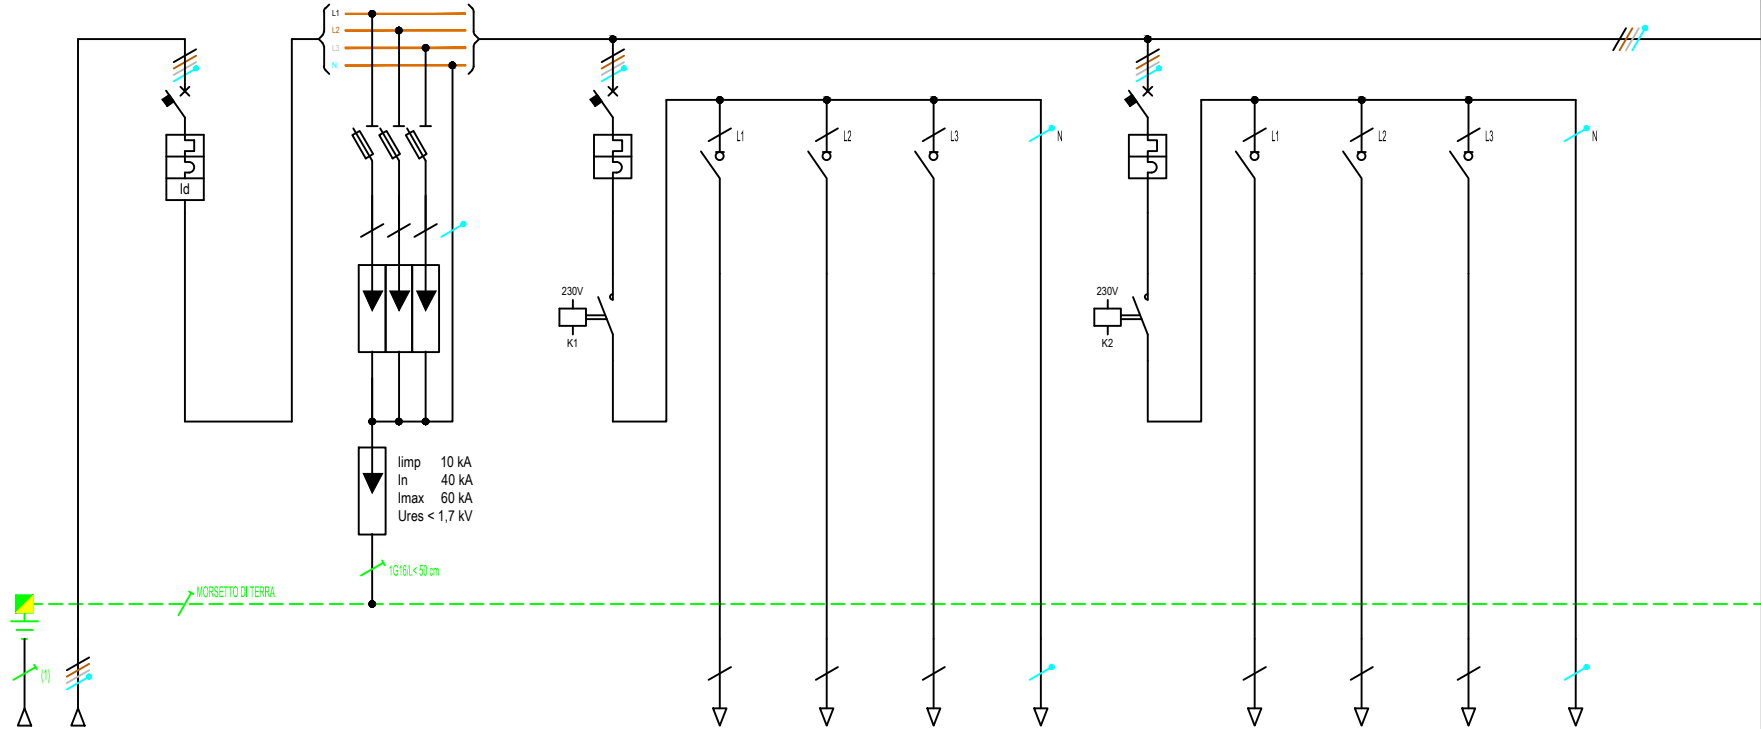 L1
L2
L3
N
L1
L2
L3
N
L1
L2
L3
N
Id
230V
K1
230V
K2
Iimp 10 kA
In 40 kA
Imax 60 kA
Ures < 1,7 kV
1G16/L< 50 cm
MORSETTO DI TERRA
(1)